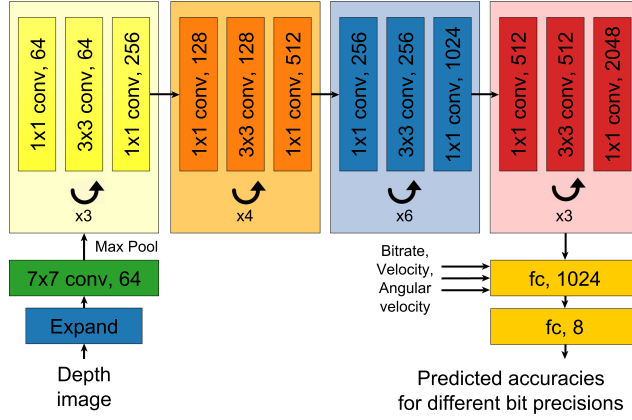 1x1 conv, 64
3x3 conv, 64
1x1 conv, 256
x3
1x1 conv, 128
3x3 conv, 128
1x1 conv, 512
x4
1x1 conv, 256
3x3 conv, 256
1x1 conv, 1024
x6
1x1 conv, 512
3x3 conv, 512
1x1 conv, 2048
x3
Max Pool
7x7 conv, 64
Expand
Depth
image
Bitrate,
Velocity,
Angular
velocity
fc, 1024
fc, 8
Predicted accuracies
for different bit precisions